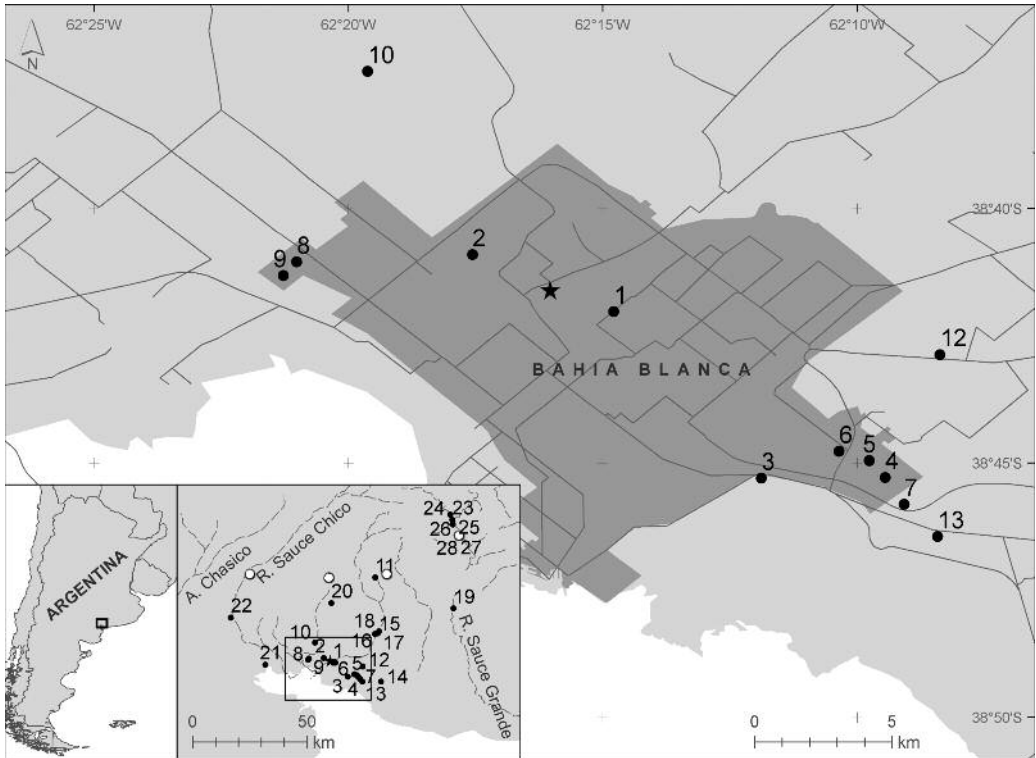 62°25'W
62°20'W
62°15'W
62°10'W
N
10
38°40'S
2
8
9
1
12
BAHIA BLANCA
6
5
38°45'S
3
4
7
13
ARGENTINA
A. Chasico
R. Sauce Chico
24 23
26 25
28 27
11
20
19
22
18 15
16 17
10
2 1
21
8
9
6 5 12
3 4 7
13 14
R. Sauce Grande
0 50
km
0 5
km
38°50'S